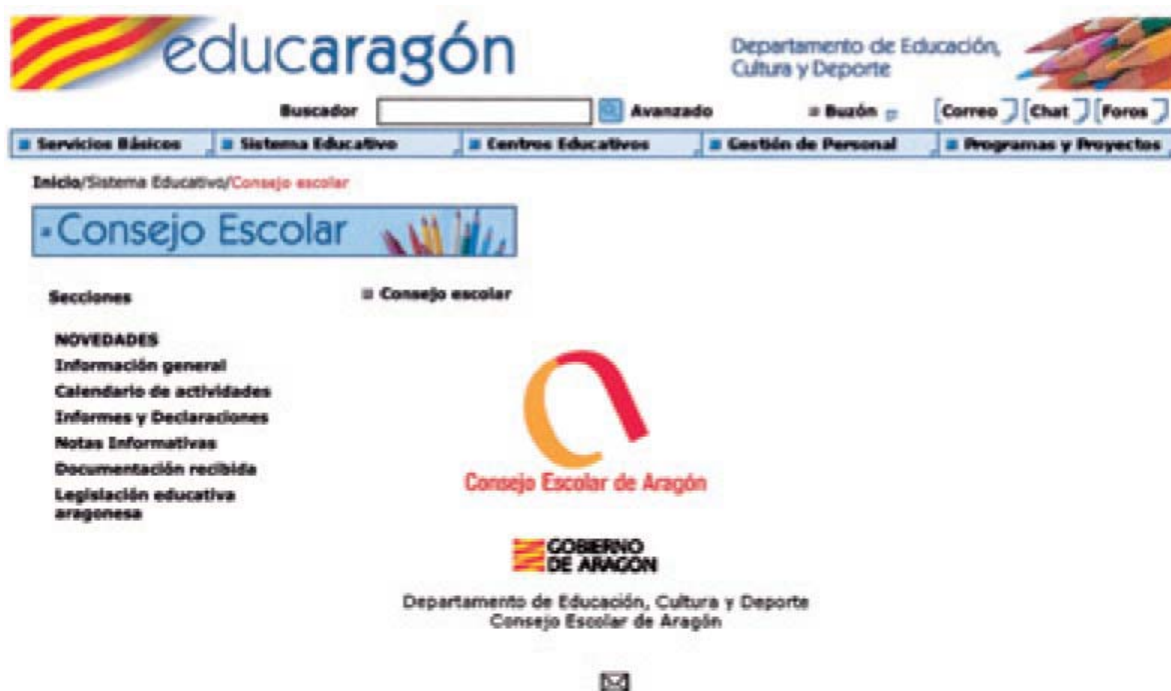 educaragón
Departamento de Educación,
Cultura y Deporte
Buscador Avanzado Buzón Correo Chat Foros
Servicios Básicos Sistema Educativo Centros Educativos Gestión de Personal Programas y Proyectos
Inicio/Sistema Educativo/Consejo escolar
Consejo Escolar
Secciones
Consejo escolar
NOVEDADES
Información general
Calendario de actividades
Informes y Declaraciones
Notas Informativas
Documentación recibida
Legislación educativa
aragonesa
Consejo Escolar de Aragón
GOBIERNO
DE ARAGON
Departamento de Educación, Cultura y Deporte
Consejo Escolar de Aragón